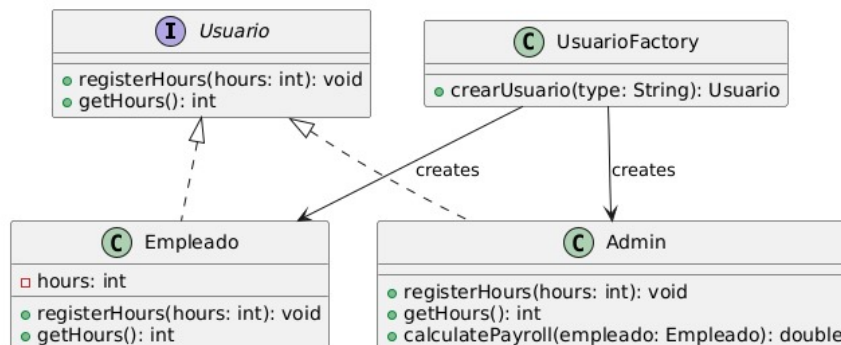 I Usuario
registerHours(hours: int): void
getHours(): int
C UsuarioFactory
crearUsuario(type: String): Usuario
creates
creates
C Empleado
hours: int
registerHours(hours: int): void
getHours(): int
C Admin
registerHours(hours: int): void
getHours(): int
calculatePayroll(empleado: Empleado): double